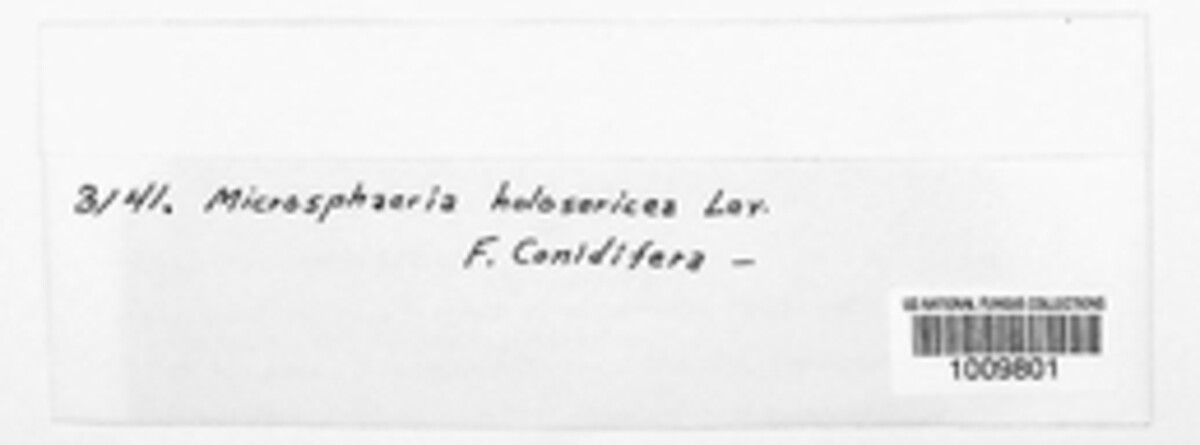 3141. Microsphaeria holosericea Lev.
F. Conidifera —
US NATIONAL FUNGUS COLLECTIONS
1009801